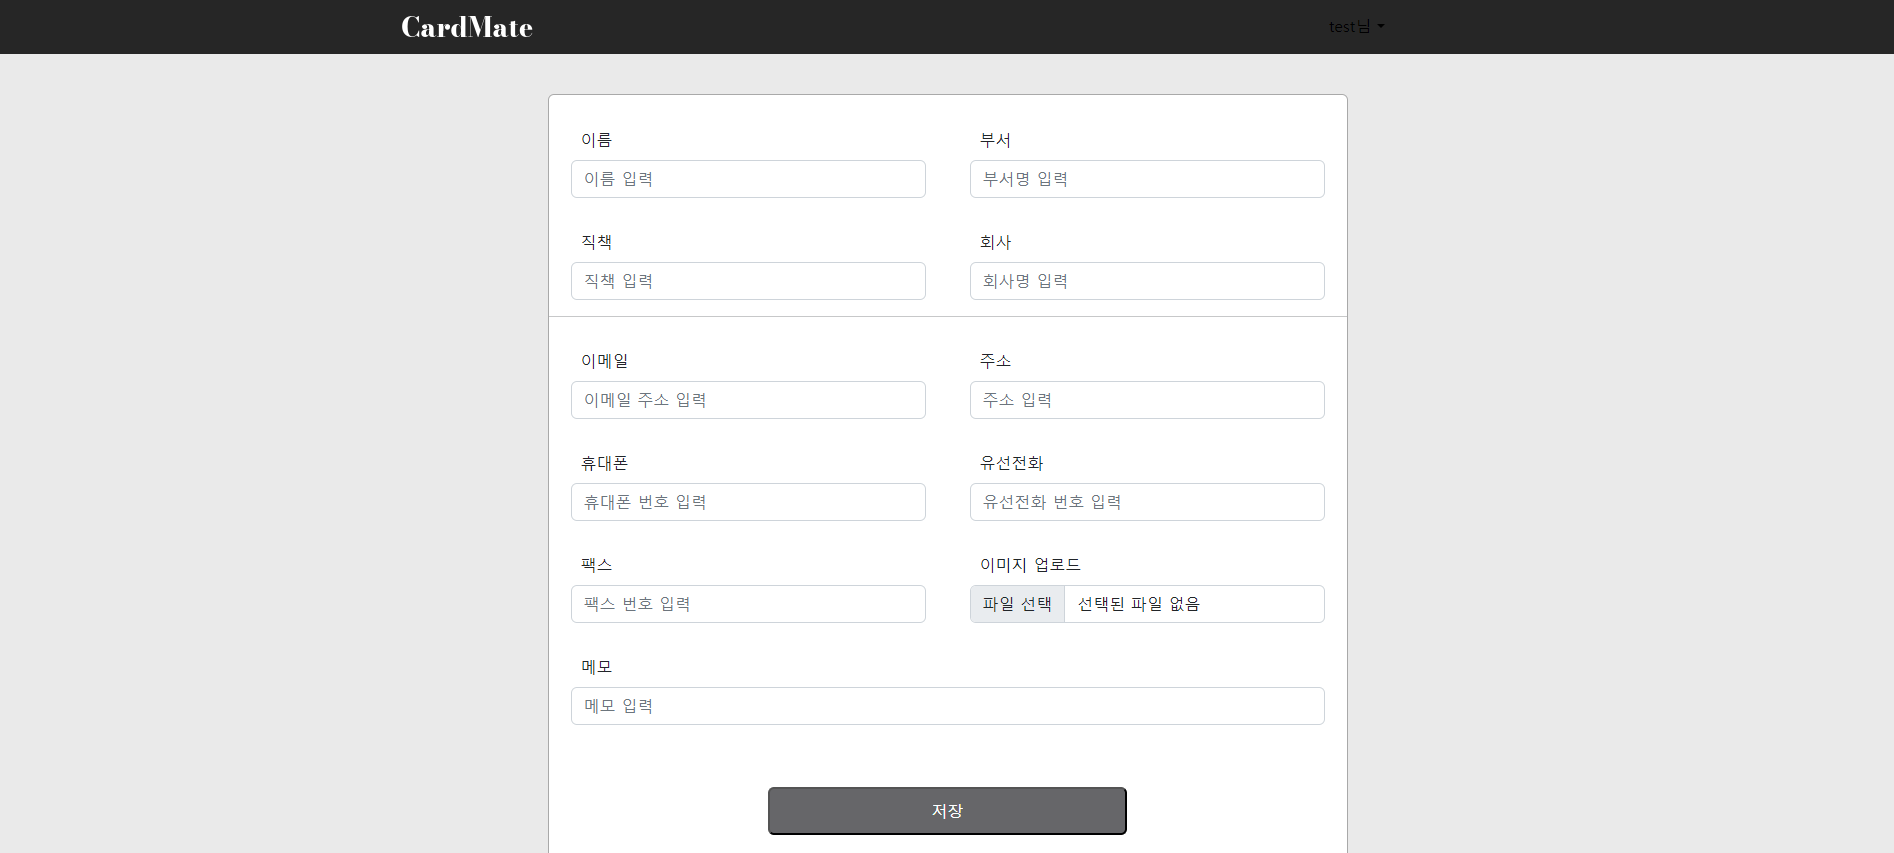 CardMate
test님
이름
부서
이름 입력
부서명 입력
직책
회사
직책 입력
회사명 입력
이메일
주소
이메일 주소 입력
주소 입력
휴대폰
유선전화
휴대폰 번호 입력
유선전화 번호 입력
팩스
이미지 업로드
팩스 번호 입력
파일 선택 선택된 파일 없음
메모
메모 입력
저장